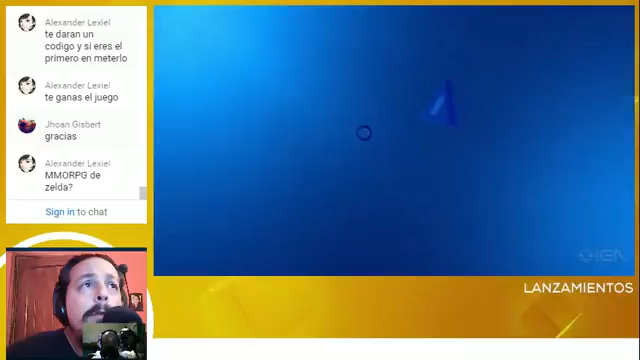 Alexander Lexiel
te daran un
codigo y si eres el
primero en meterlo
Alexander Lexiel
te ganas el juego
Jhoan Gisbert
gracias
Alexander Lexiel
MMORPG de
zelda?
Sign in to chat
IGN
LANZAMIENTOS